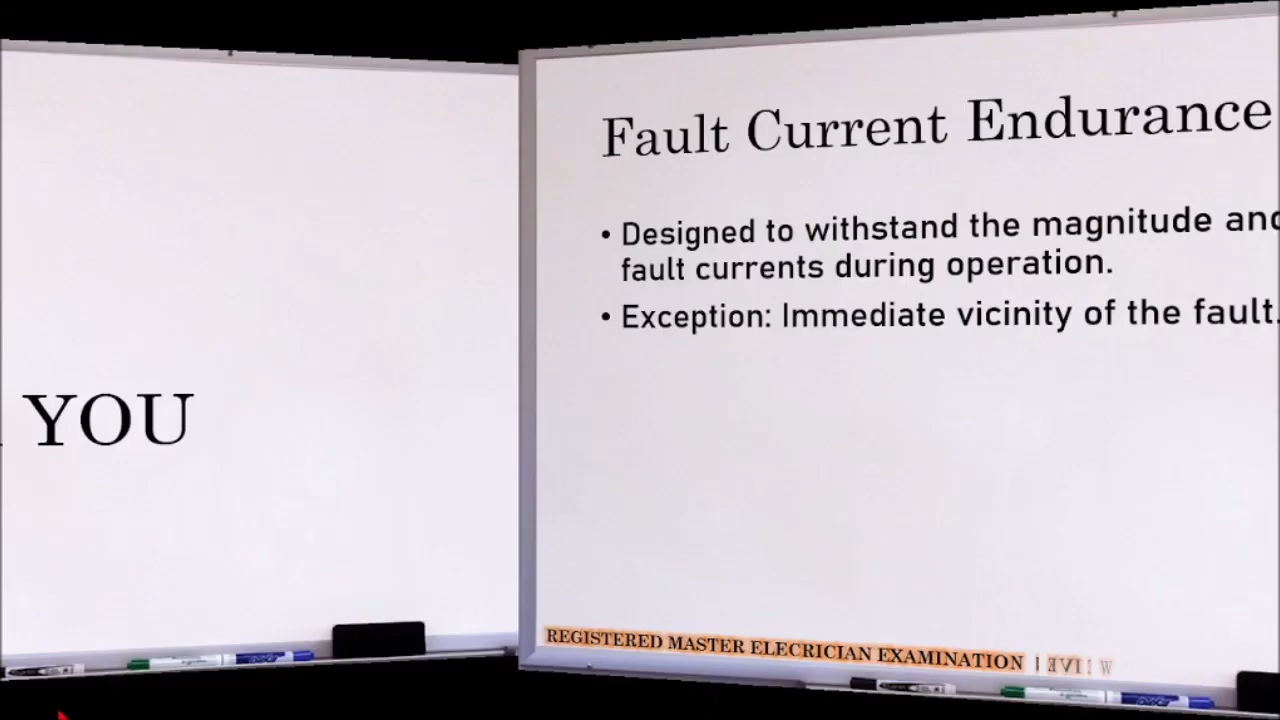 YOU
Fault Current Endurance
• Designed to withstand the magnitude and
fault currents during operation.
• Exception: Immediate vicinity of the fault.
REGISTERED MASTER ELECRICIAN EXAMINATION